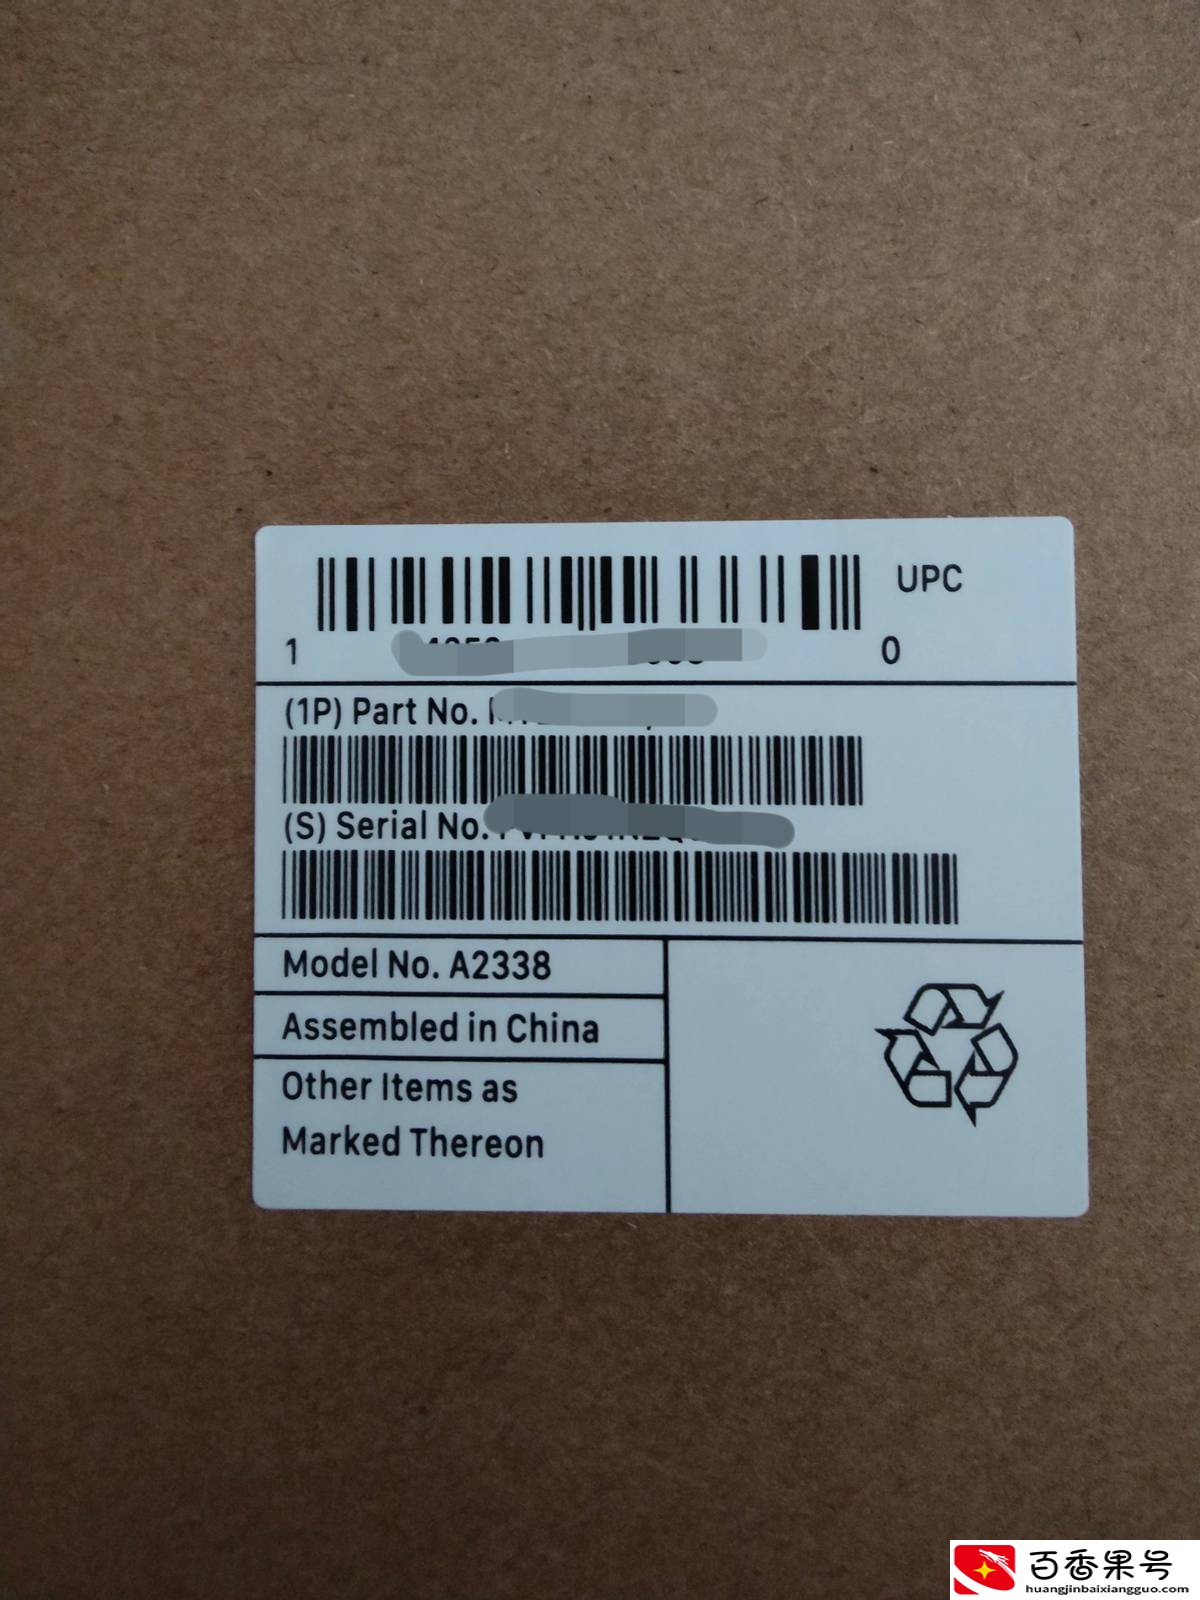 UPC
1 0
(1P) Part No.
(S) Serial No.
Model No. A2338
Assembled in China
Other Items as
Marked Thereon
百香果号
huangjinbaixiangguo.com